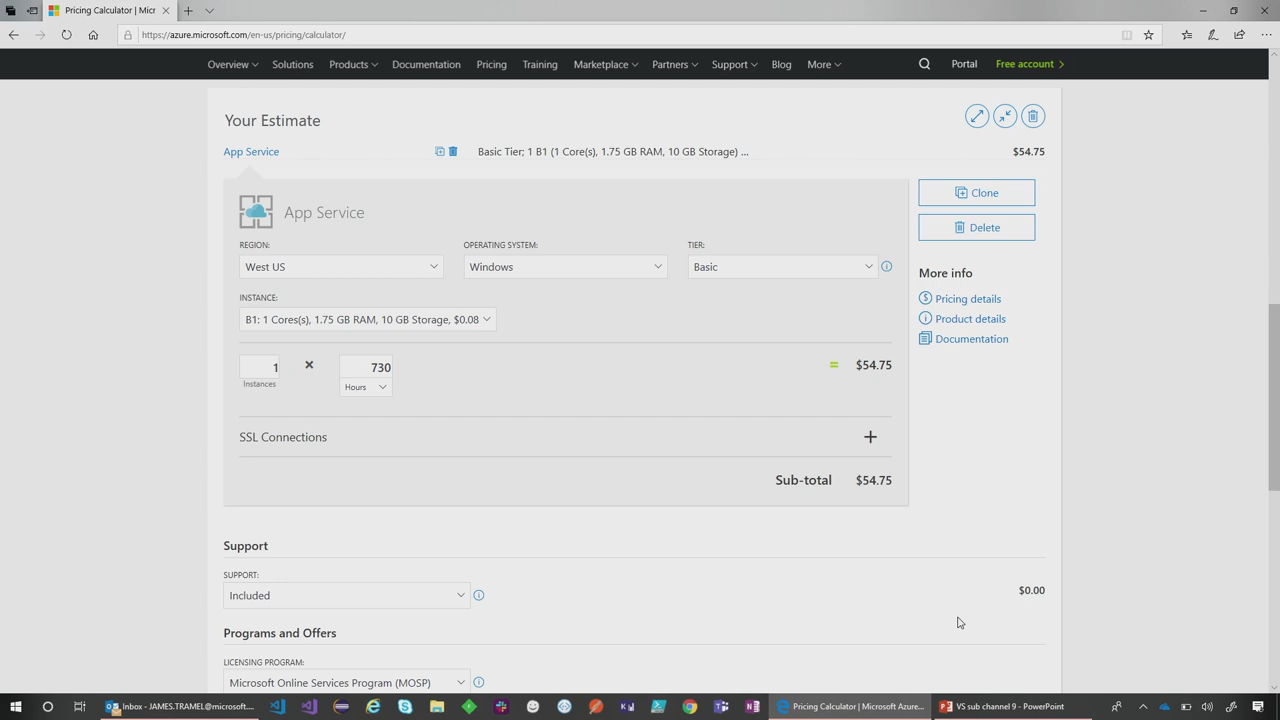 Pricing Calculator | Micr
https://azure.microsoft.com/en-us/pricing/calculator/
Overview Solutions Products Documentation Pricing Training Marketplace Partners Support Blog More Portal Free account
Your Estimate
App Service Basic Tier; 1 B1 (1 Core(s), 1.75 GB RAM, 10 GB Storage) ... $54.75
Clone
App Service
Delete
REGION: OPERATING SYSTEM: TIER:
West US Windows Basic
More info
INSTANCE:
Pricing details
B1: 1 Cores(s), 1.75 GB RAM, 10 GB Storage, $0.08
Product details
Documentation
1 × 730 = $54.75
Instances Hours
SSL Connections +
Sub-total $54.75
Support
SUPPORT:
Included $0.00
Programs and Offers
LICENSING PROGRAM:
Microsoft Online Services Program (MOSP)
Inbox - JAMES.TRAMEL@microsoft.... Pricing Calculator | Microsoft Azure... VS sub channel 9 - PowerPoint